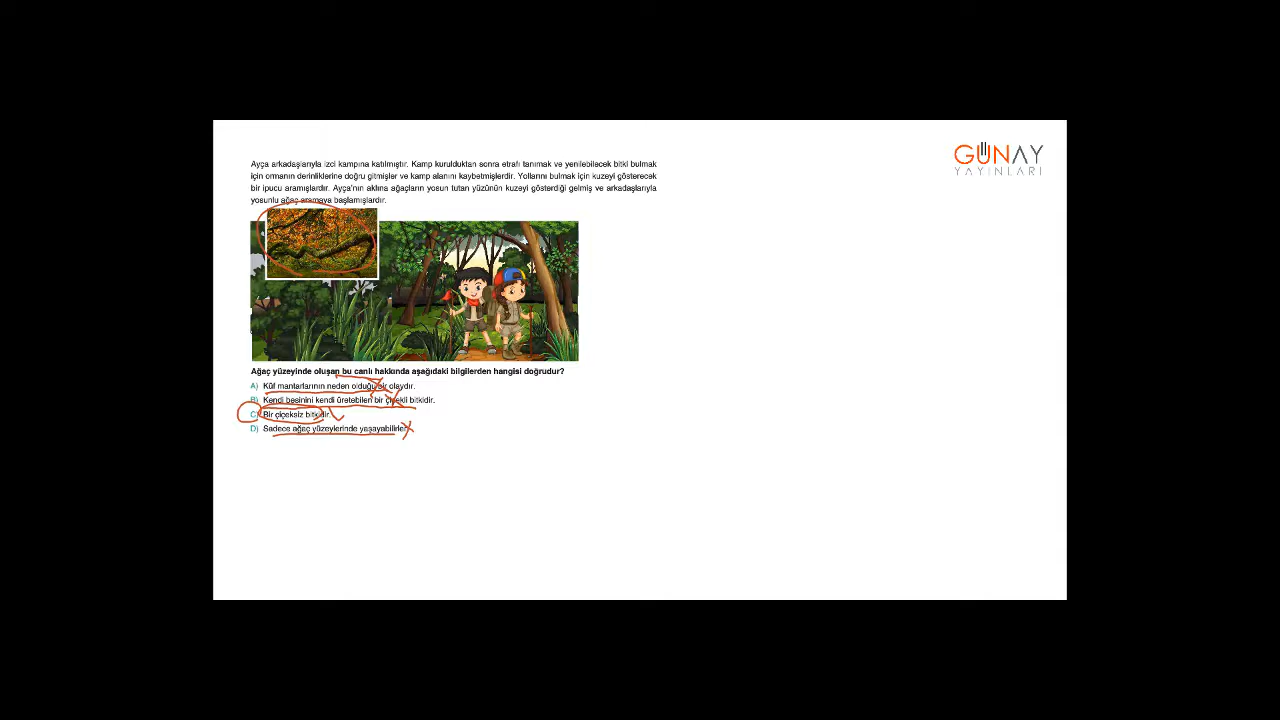 GÜNAY
YAYINLARI
Ayça arkadaşlarıyla izci kampına katılmıştır. Kamp kurulduktan sonra etrafı tanımak ve yenilebilecek bitki bulmak
için ormanın derinliklerine doğru gitmişler ve kamp alanını kaybetmişlerdir. Yollarını bulmak için kuzeyi gösterecek
bir ipucu aramışlardır. Ayça'nın aklına ağaçların yosun tutan yüzünün kuzeyi gösterdiği gelmiş ve arkadaşlarıyla
yosunlu ağaç aramaya başlamışlardır.
Ağaç yüzeyinde oluşan bu canlı hakkında aşağıdaki bilgilerden hangisi doğrudur?
A) Küf mantarlarının neden olduğu bir olaydır.
B) Kendi besinini kendi üretebilen bir çiçekli bitkidir.
C) Bir çiçeksiz bitkidir.
D) Sadece ağaç yüzeylerinde yaşayabilirler.